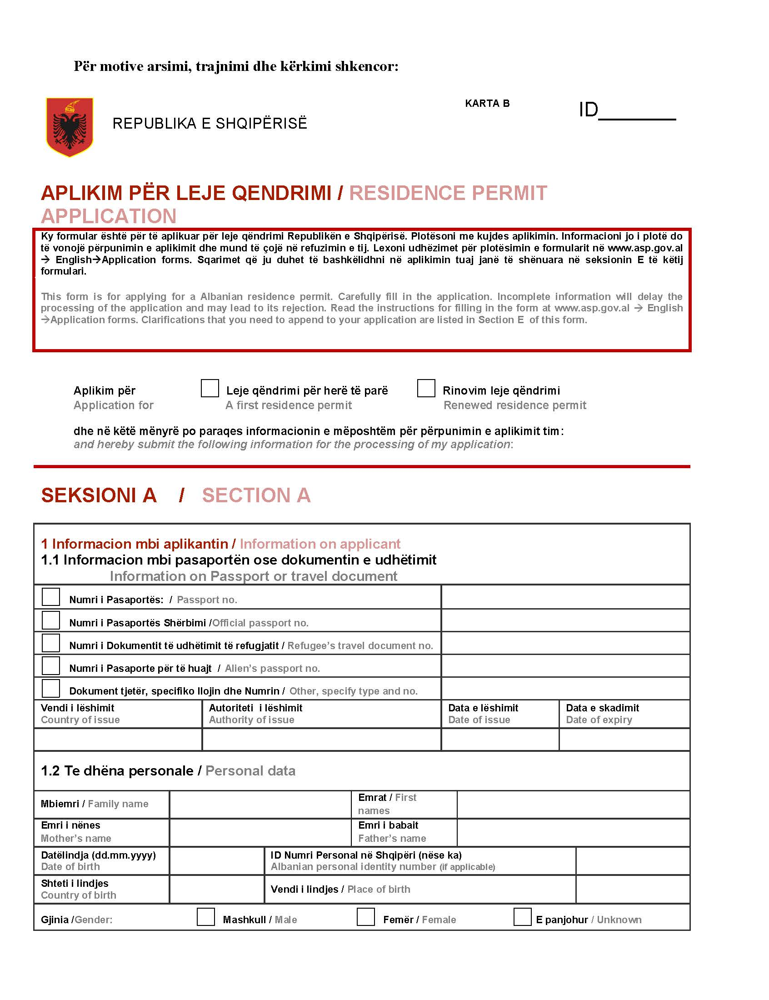 Për motive arsimi, trajnimi dhe kërkimi shkencor:
KARTA B
ID________
REPUBLIKA E SHQIPËRISË
APLIKIM PËR LEJE QENDRIMI / RESIDENCE PERMIT
APPLICATION
Ky formular është për të aplikuar për leje qëndrimi Republikën e Shqipërisë. Plotësoni me kujdes aplikimin. Informacioni jo i plotë do
të vonojë përpunimin e aplikimit dhe mund të çojë në refuzimin e tij. Lexoni udhëzimet për plotësimin e formularit në www.asp.gov.al
→ English→Application forms. Sqarimet që ju duhet të bashkëlidhni në aplikimin tuaj janë të shënuara në seksionin E të këtij
formulari.
This form is for applying for a Albanian residence permit. Carefully fill in the application. Incomplete information will delay the
processing of the application and may lead to its rejection. Read the instructions for filling in the form at www.asp.gov.al → English
→Application forms. Clarifications that you need to append to your application are listed in Section E of this form.
Aplikim për Leje qëndrimi për herë të parë Rinovim leje qëndrimi
Application for A first residence permit Renewed residence permit
dhe në këtë mënyrë po paraqes informacionin e mëposhtëm për përpunimin e aplikimit tim:
and hereby submit the following information for the processing of my application:
SEKSIONI A / SECTION A
1 Informacion mbi aplikantin / Information on applicant
1.1 Informacion mbi pasaportën ose dokumentin e udhëtimit
Information on Passport or travel document
Numri i Pasaportës: / Passport no.
Numri i Pasaportës Shërbimi /Official passport no.
Numri i Dokumentit të udhëtimit të refugjatit / Refugee's travel document no.
Numri i Pasaporte për të huajt / Alien's passport no.
Dokument tjetër, specifiko llojin dhe Numrin / Other, specify type and no.
Vendi i lëshimit Autoriteti i lëshimit Data e lëshimit Data e skadimit
Country of issue Authority of issue Date of issue Date of expiry
1.2 Te dhëna personale / Personal data
Mbiemri / Family name
Emrat / First
names
Emri i nënes Emri i babait
Mother's name Father's name
Datëlindja (dd.mm.yyyy) ID Numri Personal në Shqipëri (nëse ka)
Date of birth Albanian personal identity number (if applicable)
Shteti i lindjes
Country of birth
Vendi i lindjes / Place of birth
Gjinia /Gender: Mashkull / Male Femër / Female E panjohur / Unknown